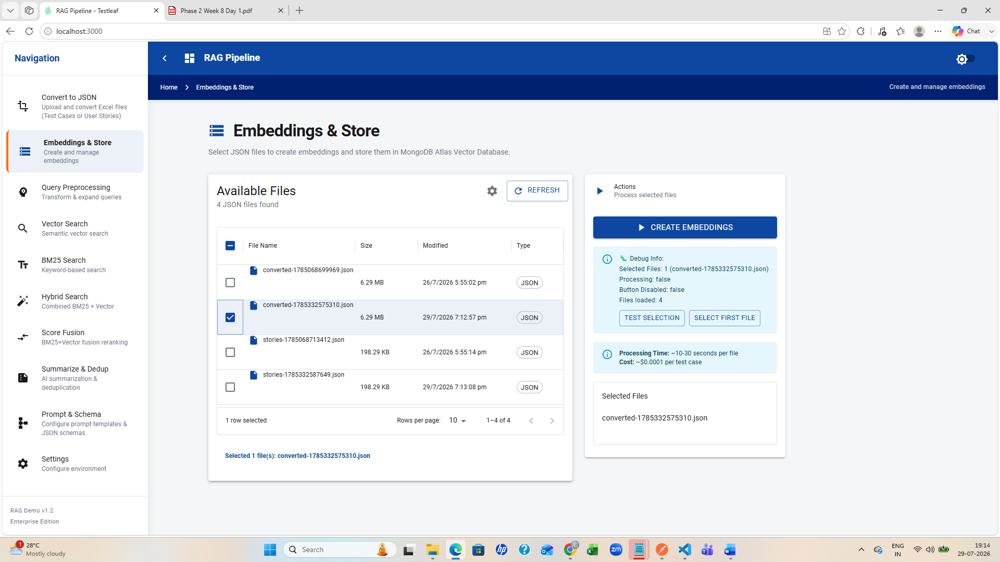 RAG Pipeline - Testleaf
Phase 2 Week 8 Day 1.pdf
localhost:3000
Chat
Navigation
RAG Pipeline
Home
Embeddings & Store
Create and manage embeddings
Convert to JSON
Upload and convert Excel files
(Test Cases or User Stories)
Embeddings & Store
Create and manage
embeddings
Query Preprocessing
Transform & expand queries
Vector Search
Semantic vector search
BM25 Search
Keyword-based search
Hybrid Search
Combined BM25 + Vector
Score Fusion
BM25+Vector fusion reranking
Summarize & Dedup
AI summarization &
deduplication
Prompt & Schema
Configure prompt templates &
JSON schemas
Settings
Configure environment
RAG Demo v1.2
Enterprise Edition
Embeddings & Store
Select JSON files to create embeddings and store them in MongoDB Atlas Vector Database.
Available Files
4 JSON files found
REFRESH
File Name Size Modified Type
converted-1785068699969.json 6.29 MB 26/7/2026 5:55:02 pm JSON
converted-1785332575310.json 6.29 MB 29/7/2026 7:12:57 pm JSON
stories-1785068713412.json 198.29 KB 26/7/2026 5:55:14 pm JSON
stories-1785332587649.json 198.29 KB 29/7/2026 7:13:08 pm JSON
1 row selected Rows per page: 10 1–4 of 4
Selected 1 file(s): converted-1785332575310.json
Actions
Process selected files
CREATE EMBEDDINGS
Debug Info:
Selected Files: 1 (converted-1785332575310.json)
Processing: false
Button Disabled: false
Files loaded: 4
TEST SELECTION SELECT FIRST FILE
Processing Time: ~10-30 seconds per file
Cost: ~$0.0001 per test case
Selected Files
converted-1785332575310.json
1
28°C
Mostly cloudy
Search
zm
ENG
IN
19:14
29-07-2026